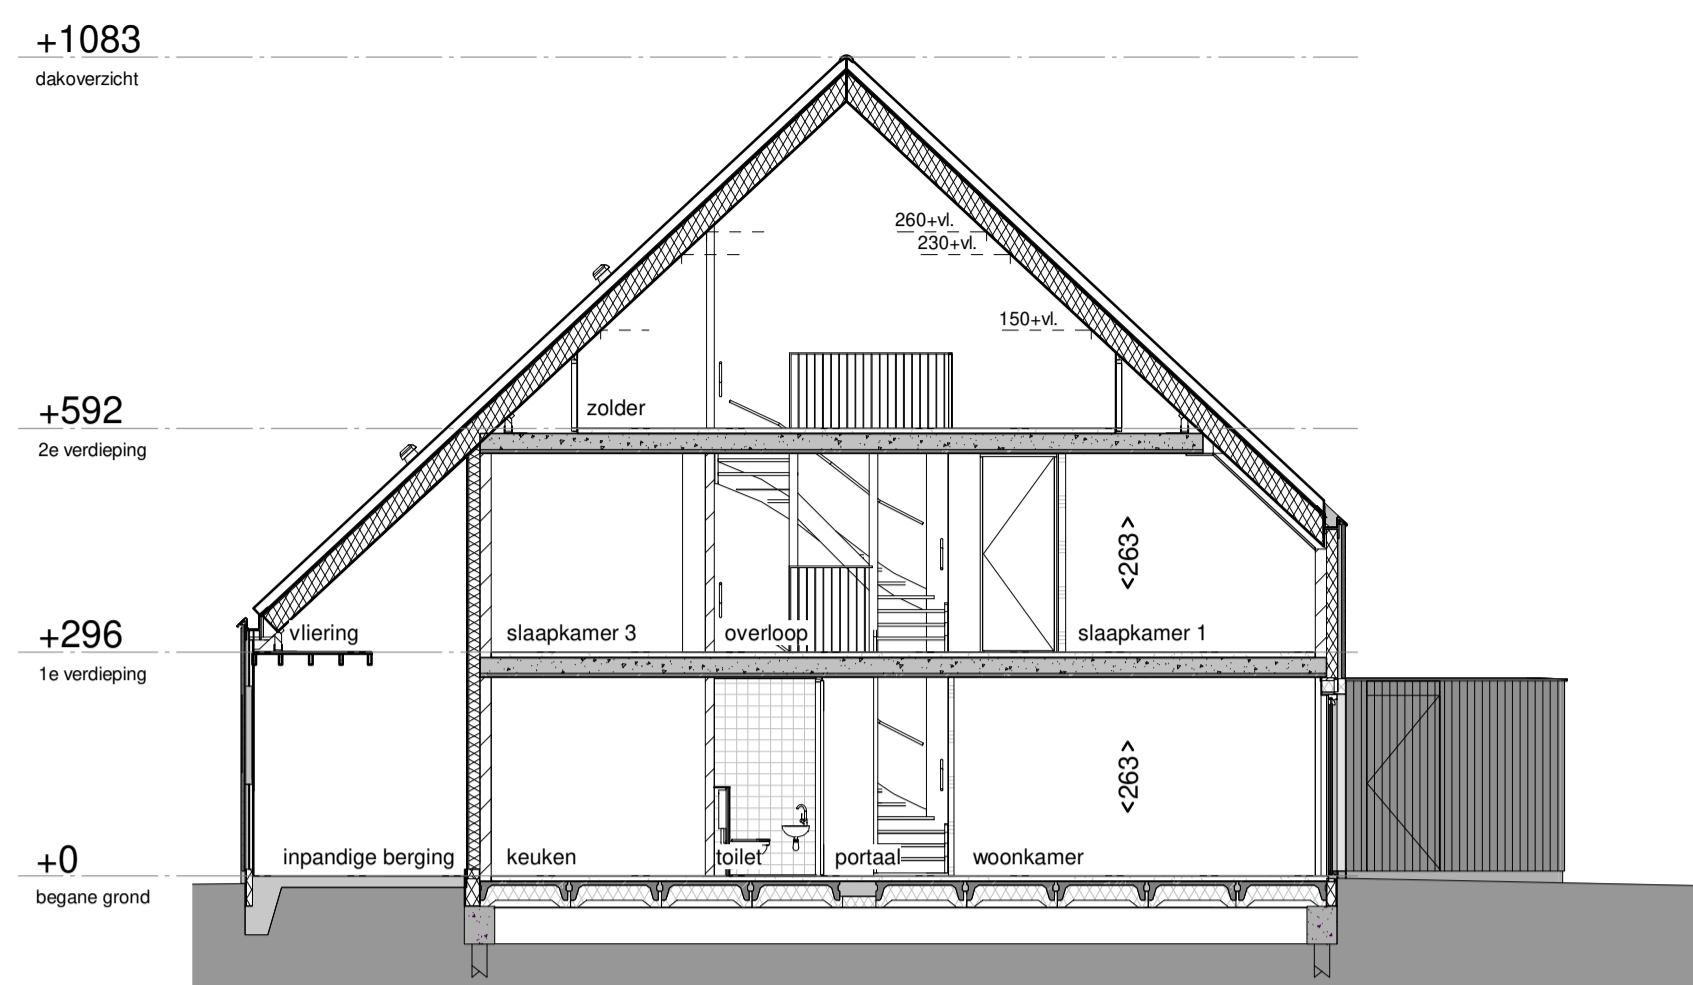 +1083
dakoverzicht
260+vl.
230+vl.
150+vl.
+592
zolder
2e verdieping
<263>
+296
vliering
slaapkamer 3
overloop
slaapkamer 1
1e verdieping
<263>
+0
inpandige berging
keuken
toilet
portaal
woonkamer
begane grond